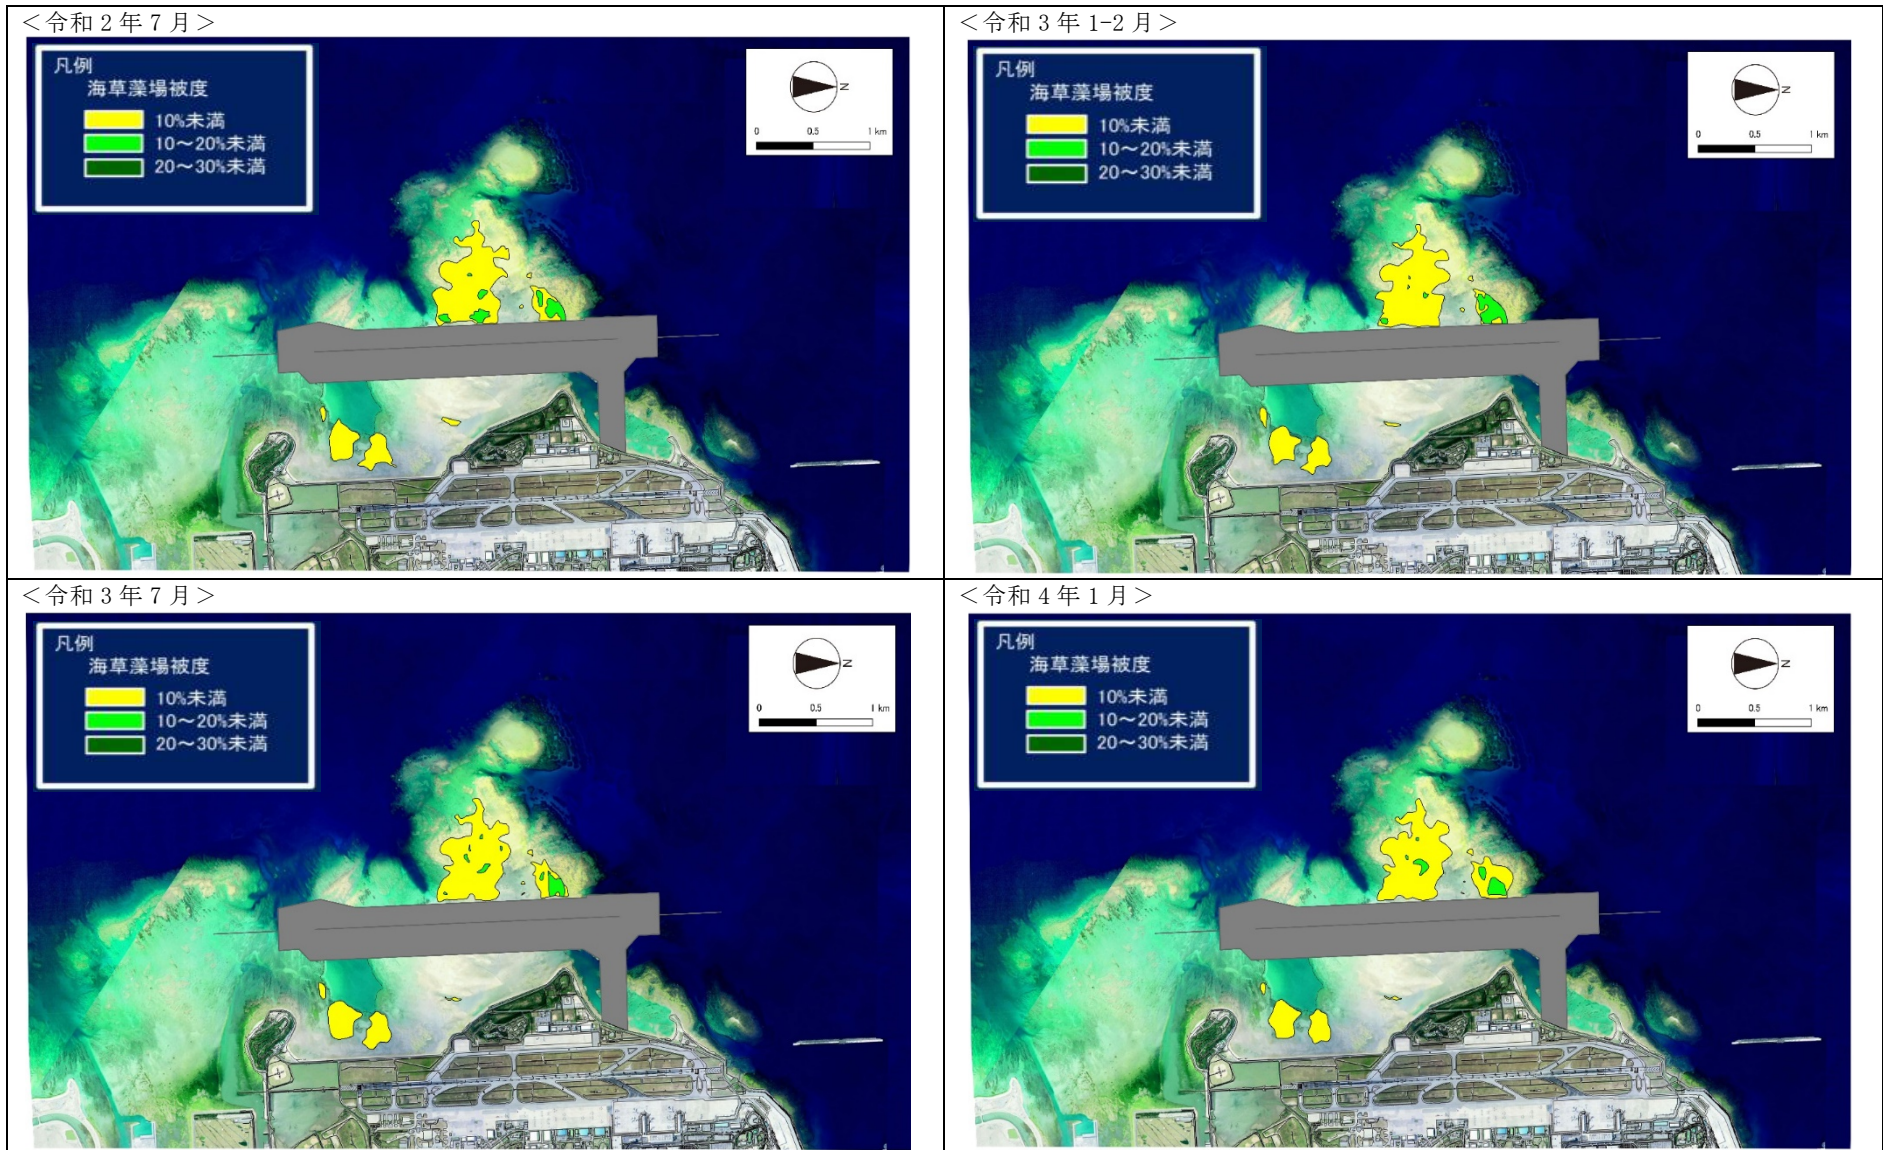 ＜令和2年7月＞
凡例
海草藻場被度
10%未満
10～20%未満
20～30%未満
N
0 0.5 1 km
＜令和3年1-2月＞
凡例
海草藻場被度
10%未満
10～20%未満
20～30%未満
N
0 0.5 1 km
＜令和3年7月＞
凡例
海草藻場被度
10%未満
10～20%未満
20～30%未満
N
0 0.5 1 km
＜令和4年1月＞
凡例
海草藻場被度
10%未満
10～20%未満
20～30%未満
N
0 0.5 1 km